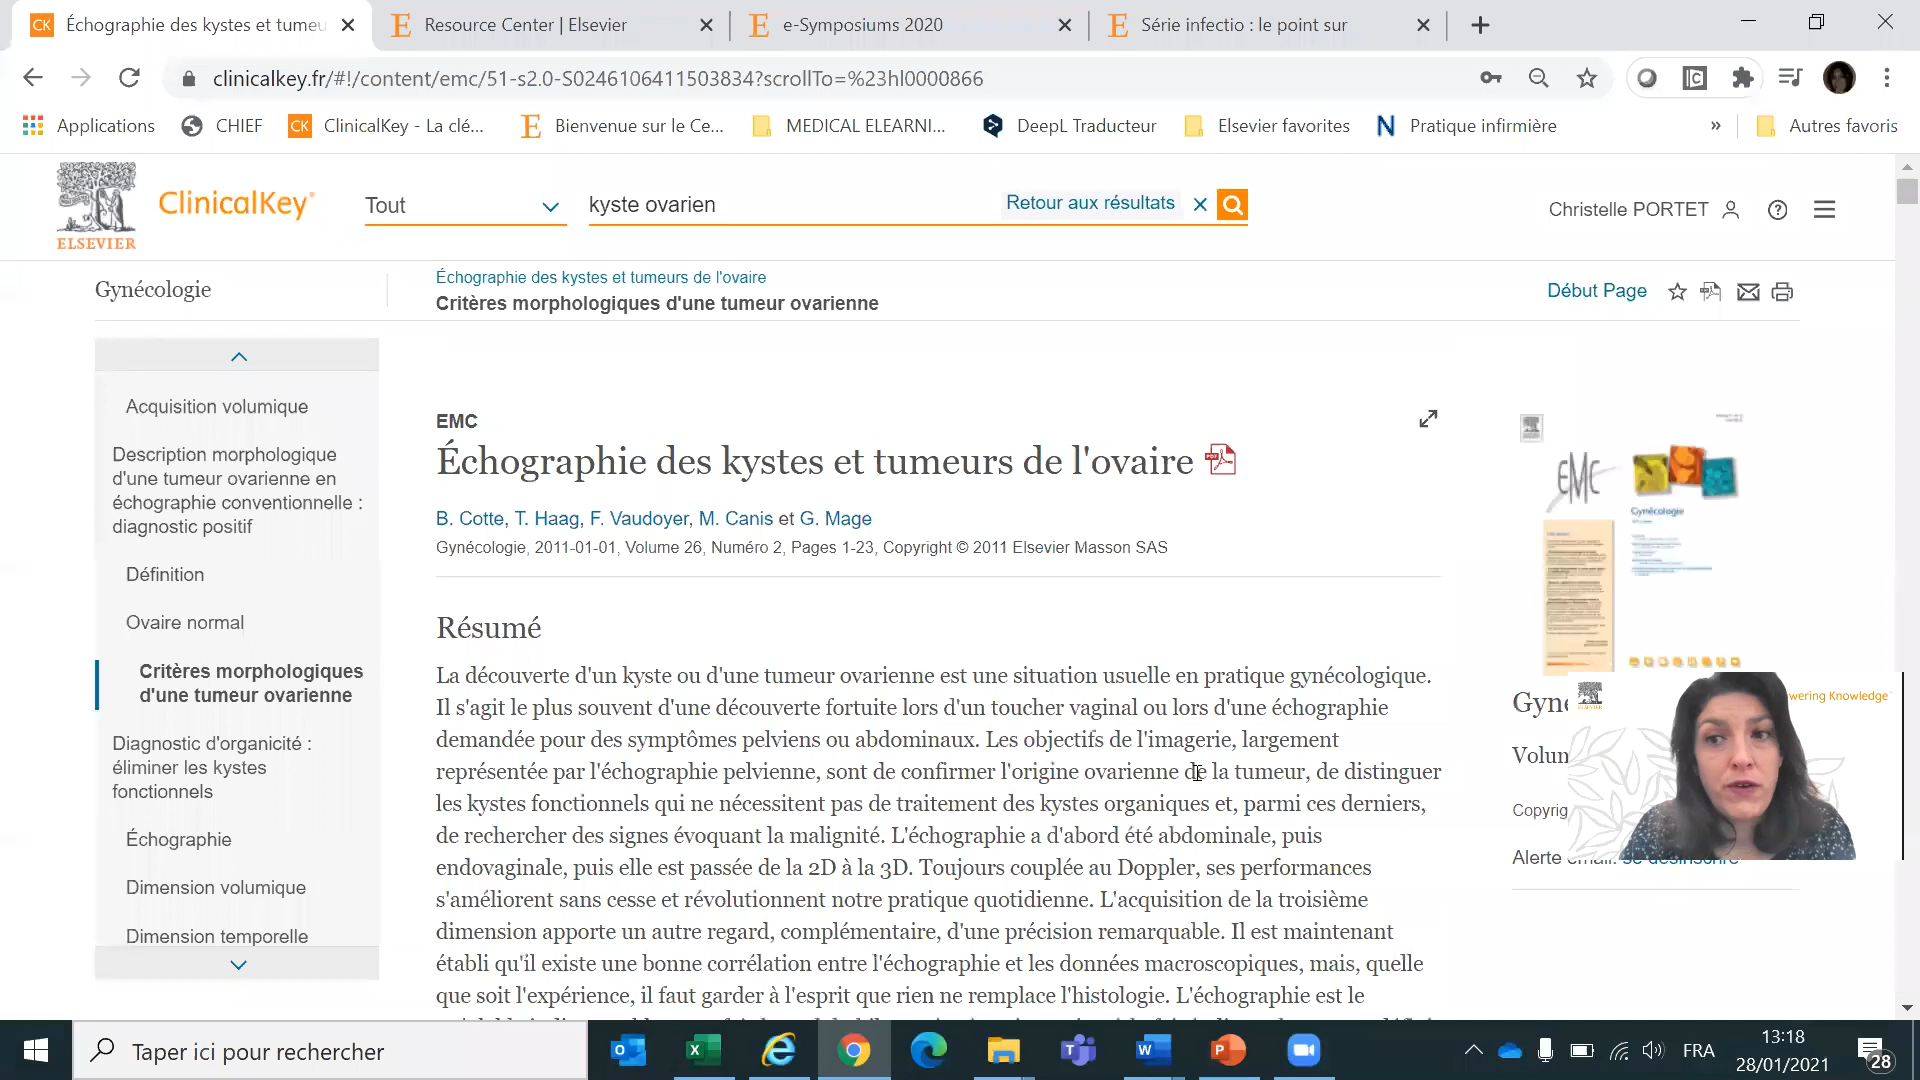 Échographie des kystes et tumeu
Resource Center | Elsevier
e-Symposiums 2020
Série infectio : le point sur
clinicalkey.fr/#!/content/emc/51-s2.0-S0246106411503834?scrollTo=%23hl0000866
Applications
CHIEF
ClinicalKey - La clé...
Bienvenue sur le Ce...
MEDICAL ELEARNI...
DeepL Traducteur
Elsevier favorites
Pratique infirmière
»
Autres favoris
ELSEVIER
ClinicalKey
Tout
kyste ovarien
Retour aux résultats
Christelle PORTET
Gynécologie
Échographie des kystes et tumeurs de l'ovaire
Critères morphologiques d'une tumeur ovarienne
Début Page
Acquisition volumique
Description morphologique
d'une tumeur ovarienne en
échographie conventionnelle :
diagnostic positif
Définition
Ovaire normal
Critères morphologiques
d'une tumeur ovarienne
Diagnostic d'organicité :
éliminer les kystes
fonctionnels
Échographie
Dimension volumique
Dimension temporelle
EMC
Échographie des kystes et tumeurs de l'ovaire
B. Cotte, T. Haag, F. Vaudoyer, M. Canis et G. Mage
Gynécologie, 2011-01-01, Volume 26, Numéro 2, Pages 1-23, Copyright © 2011 Elsevier Masson SAS
Résumé
La découverte d'un kyste ou d'une tumeur ovarienne est une situation usuelle en pratique gynécologique.
Il s'agit le plus souvent d'une découverte fortuite lors d'un toucher vaginal ou lors d'une échographie
demandée pour des symptômes pelviens ou abdominaux. Les objectifs de l'imagerie, largement
représentée par l'échographie pelvienne, sont de confirmer l'origine ovarienne de la tumeur, de distinguer
les kystes fonctionnels qui ne nécessitent pas de traitement des kystes organiques et, parmi ces derniers,
de rechercher des signes évoquant la malignité. L'échographie a d'abord été abdominale, puis
endovaginale, puis elle est passée de la 2D à la 3D. Toujours couplée au Doppler, ses performances
s'améliorent sans cesse et révolutionnent notre pratique quotidienne. L'acquisition de la troisième
dimension apporte un autre regard, complémentaire, d'une précision remarquable. Il est maintenant
établi qu'il existe une bonne corrélation entre l'échographie et les données macroscopiques, mais, quelle
que soit l'expérience, il faut garder à l'esprit que rien ne remplace l'histologie. L'échographie est le
EMC
Gynécologie
Gyné
wering Knowledge
Volum
Copyrig
Alerte email: se désinscrire
Taper ici pour rechercher
FRA
13:18
28/01/2021
28